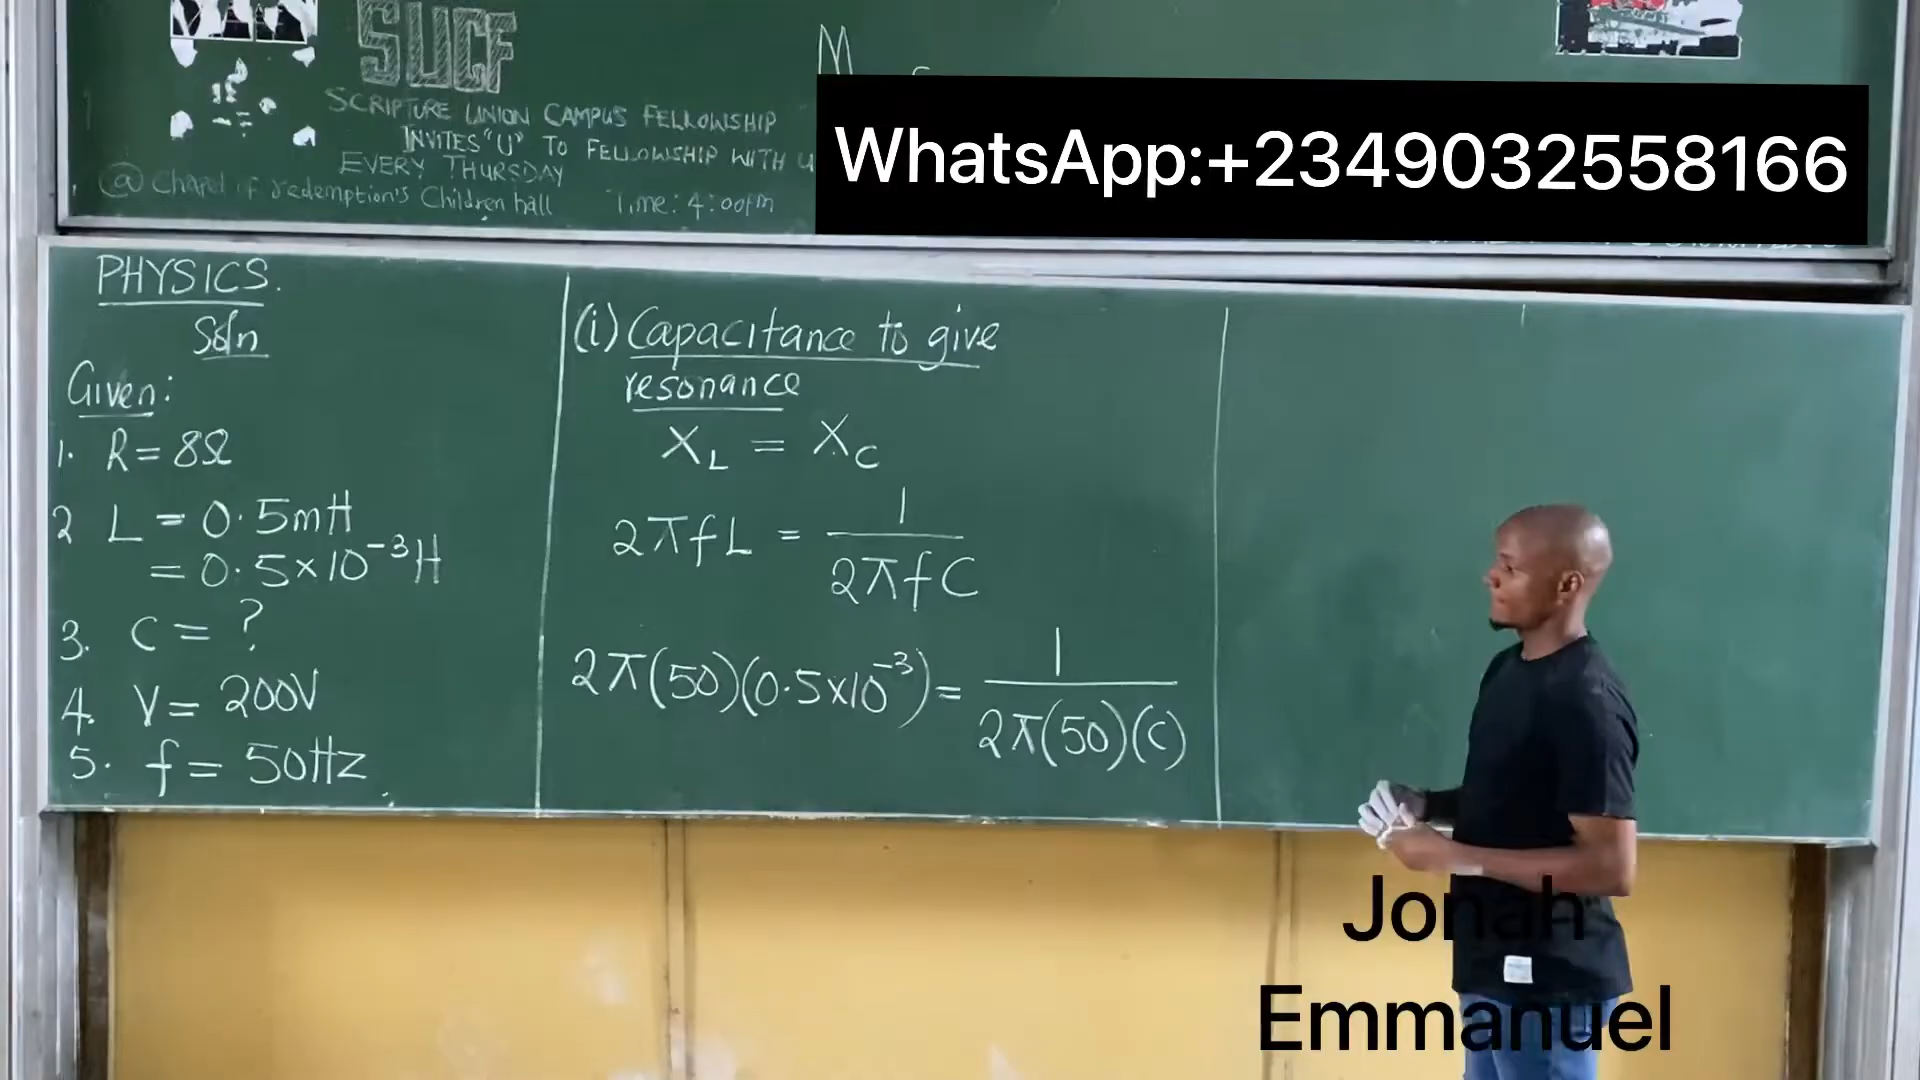 SUCF
SCRIPTURE UNION CAMPUS FELLOWSHIP
INVITES "U" TO FELLOWSHIP WITH
EVERY THURSDAY
@ Chapel of redemption's Children hall Time: 4:00pm
M
WhatsApp:+2349032558166
PHYSICS.
Soln
Given:
1. R = 8Ω
2 L = 0.5mH
= 0.5×10⁻³H
3. C = ?
4. V = 200V
5. f = 50Hz
(i) Capacitance to give
resonance
X_L = X_C
2πfL = 1/2πfC
2π(50)(0.5×10⁻³) = 1/2π(50)(C)
Jonah
Emmanuel